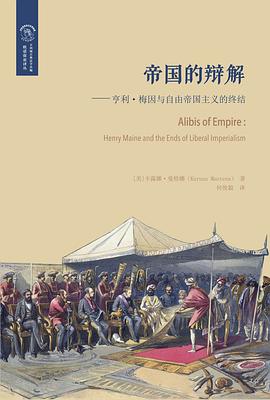 帝国的辩解
——亨利·梅因与自由帝国主义的终结
Alibis of Empire :
Henry Maine and the Ends of Liberal Imperialism
[美]卡露娜·曼特娜（Karuna Mantena） 著
何俊毅 译